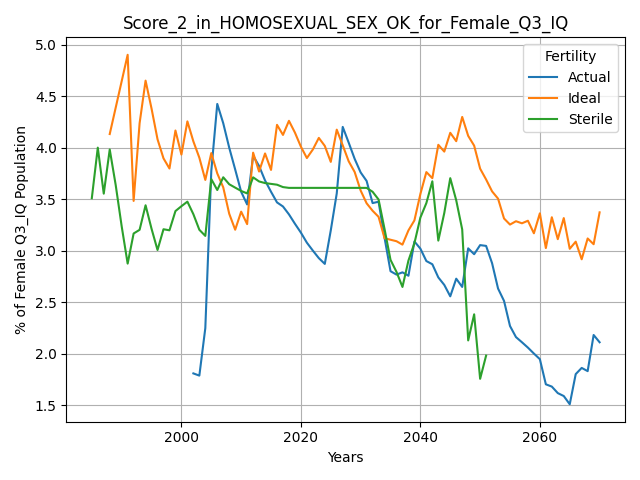 Score_2_in_HOMOSEXUAL_SEX_OK_for_Female_Q3_IQ
Fertility
Actual
Ideal
Sterile
% of Female Q3_IQ Population
5.0
4.5
4.0
3.5
3.0
2.5
2.0
1.5
2000 2020 2040 2060
Years